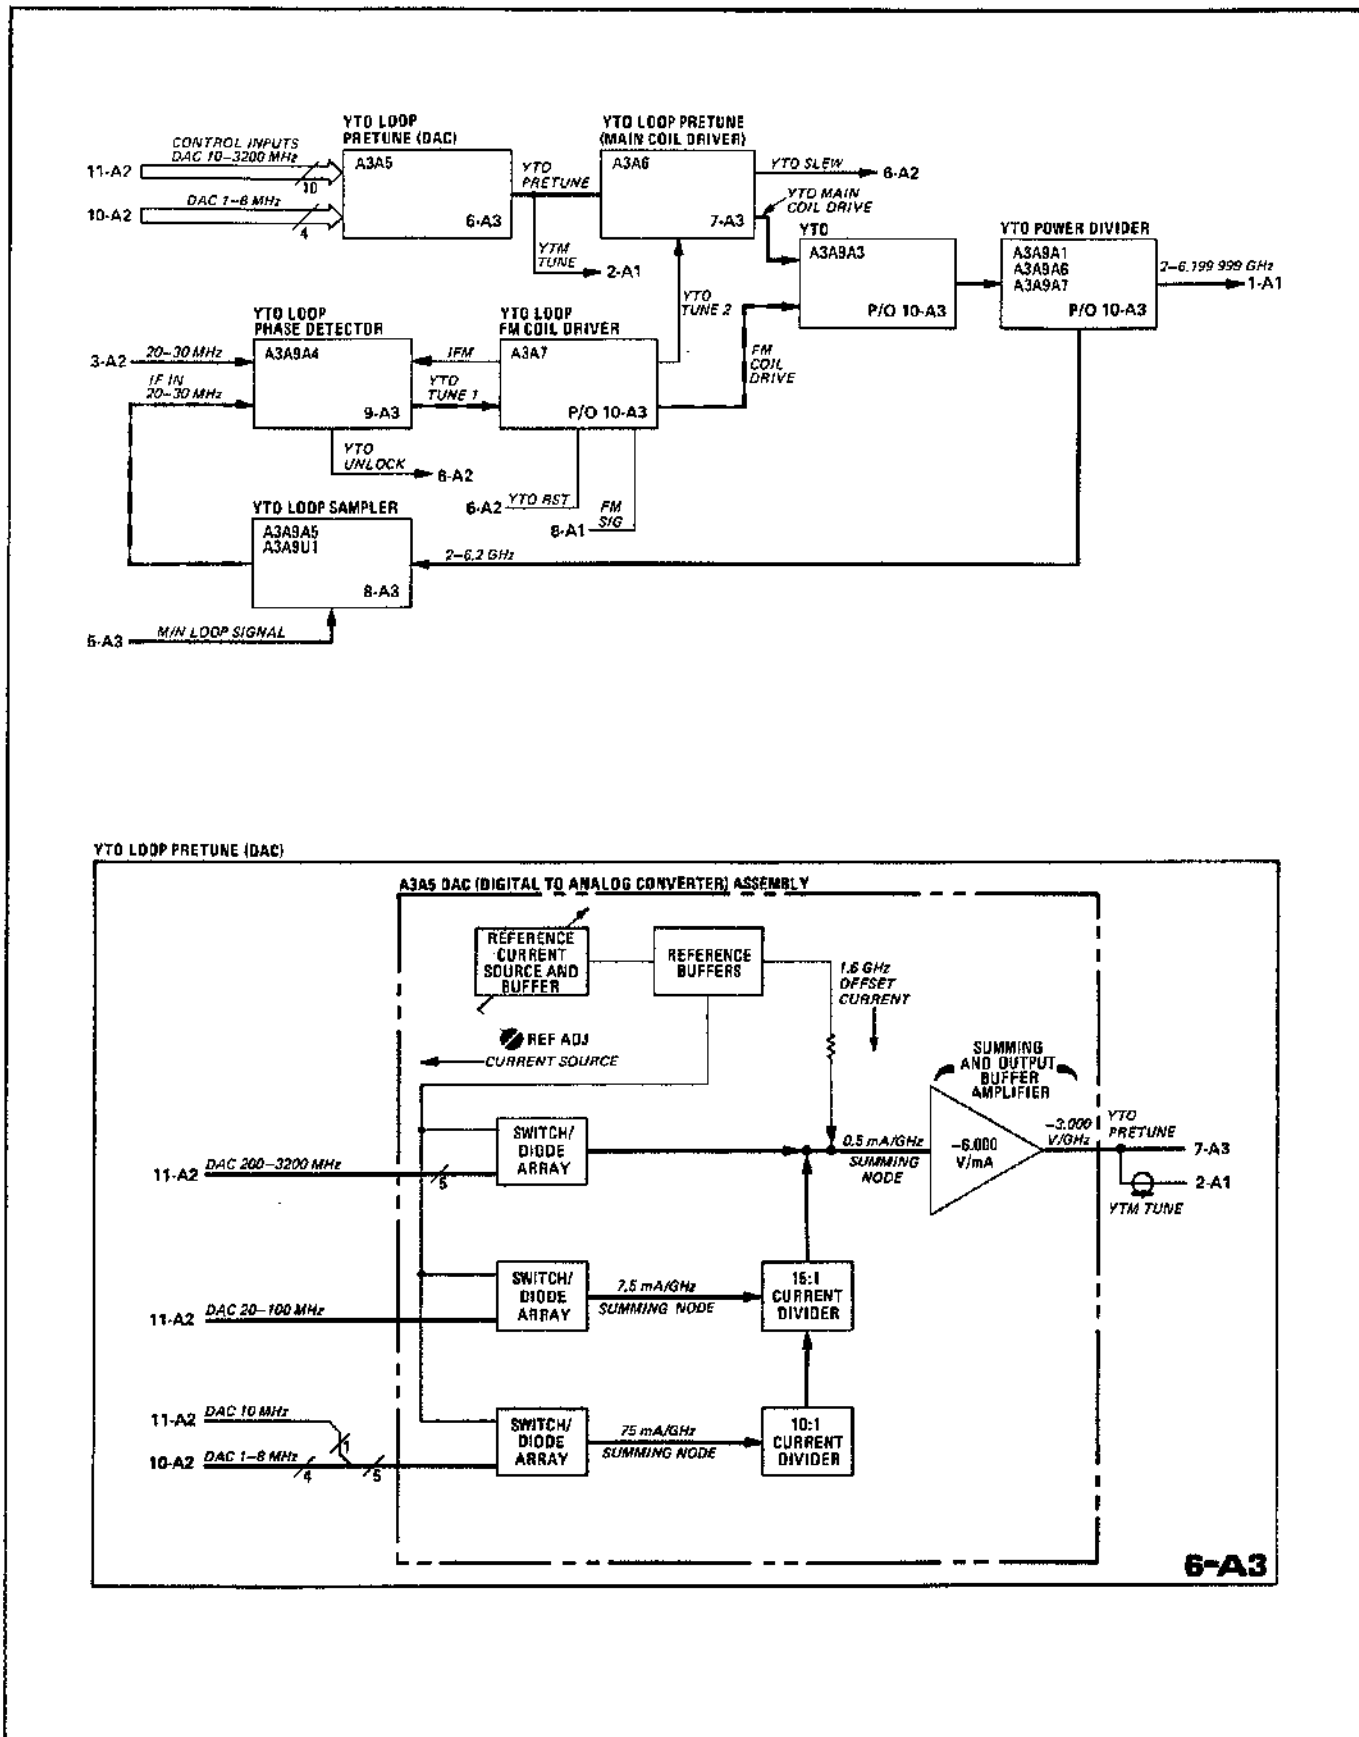 YTO LOOP
PRETUNE (DAC)
YTO LOOP PRETUNE
(MAIN COIL DRIVER)
CONTROL INPUTS
DAC 10–3200 MHz
11-A2
10
A3A5
6-A3
DAC 1–8 MHz
10-A2
4
YTO
PRETUNE
YTM
TUNE
2-A1
A3A6
7-A3
YTO SLEW
6-A2
YTO MAIN
COIL DRIVE
YTO
A3A9A3
P/O 10-A3
YTO POWER DIVIDER
A3A9A1
A3A9A6
A3A9A7
P/O 10-A3
2–6.199 999 GHz
1-A1
YTO
TUNE 2
YTO LOOP
PHASE DETECTOR
YTO LOOP
FM COIL DRIVER
3-A2
20–30 MHz
IF IN
20–30 MHz
A3A9A4
9-A3
IFM
YTO
TUNE 1
A3A7
P/O 10-A3
FM
COIL
DRIVE
YTO
UNLOCK
6-A2
6-A2
YTO RST
8-A1
FM
SIG
YTO LOOP SAMPLER
A3A9A5
A3A9U1
8-A3
2–6.2 GHz
5-A3
M/N LOOP SIGNAL
YTO LOOP PRETUNE (DAC)
A3A5 DAC (DIGITAL TO ANALOG CONVERTER) ASSEMBLY
REFERENCE
CURRENT
SOURCE AND
BUFFER
REFERENCE
BUFFERS
1.6 GHz
OFFSET
CURRENT
REF ADJ
CURRENT SOURCE
SUMMING
AND OUTPUT
BUFFER
AMPLIFIER
SWITCH/
DIODE
ARRAY
11-A2
DAC 200–3200 MHz
5
0.5 mA/GHz
SUMMING
NODE
–6.000
V/mA
–3.000
V/GHz
YTO
PRETUNE
7-A3
2-A1
YTM TUNE
SWITCH/
DIODE
ARRAY
11-A2
DAC 20–100 MHz
7.5 mA/GHz
SUMMING NODE
15:1
CURRENT
DIVIDER
11-A2
DAC 10 MHz
1
10-A2
DAC 1–8 MHz
4
5
SWITCH/
DIODE
ARRAY
75 mA/GHz
SUMMING NODE
10:1
CURRENT
DIVIDER
6-A3